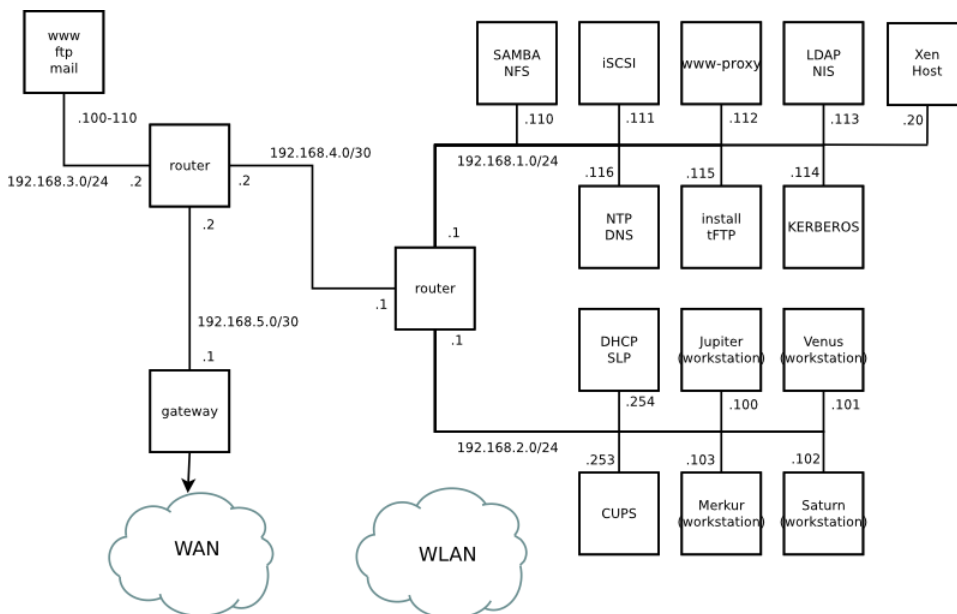 www
ftp
mail
SAMBA
NFS
iSCSI
www-proxy
LDAP
NIS
Xen
Host
.100-110
.110
.111
.112
.113
.20
192.168.3.0/24
.2
router
.2
192.168.4.0/30
192.168.1.0/24
.116
.115
.114
.2
.1
NTP
DNS
install
tFTP
KERBEROS
router
.1
.1
192.168.5.0/30
.1
DHCP
SLP
Jupiter
(workstation)
Venus
(workstation)
gateway
.254
.100
.101
192.168.2.0/24
.253
.103
.102
CUPS
Merkur
(workstation)
Saturn
(workstation)
WAN
WLAN